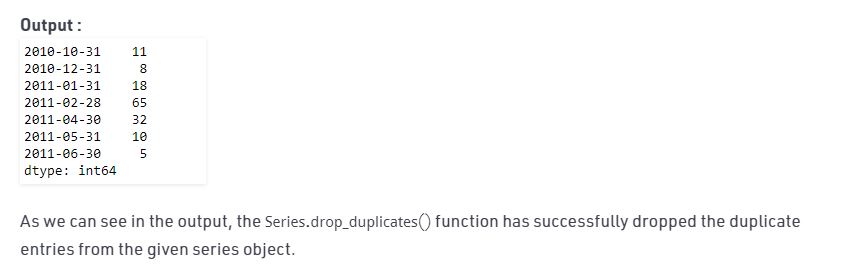 Output :
2010-10-31    11
2010-12-31     8
2011-01-31    18
2011-02-28    65
2011-04-30    32
2011-05-31    10
2011-06-30     5
dtype: int64
As we can see in the output, the Series.drop_duplicates() function has successfully dropped the duplicate
entries from the given series object.